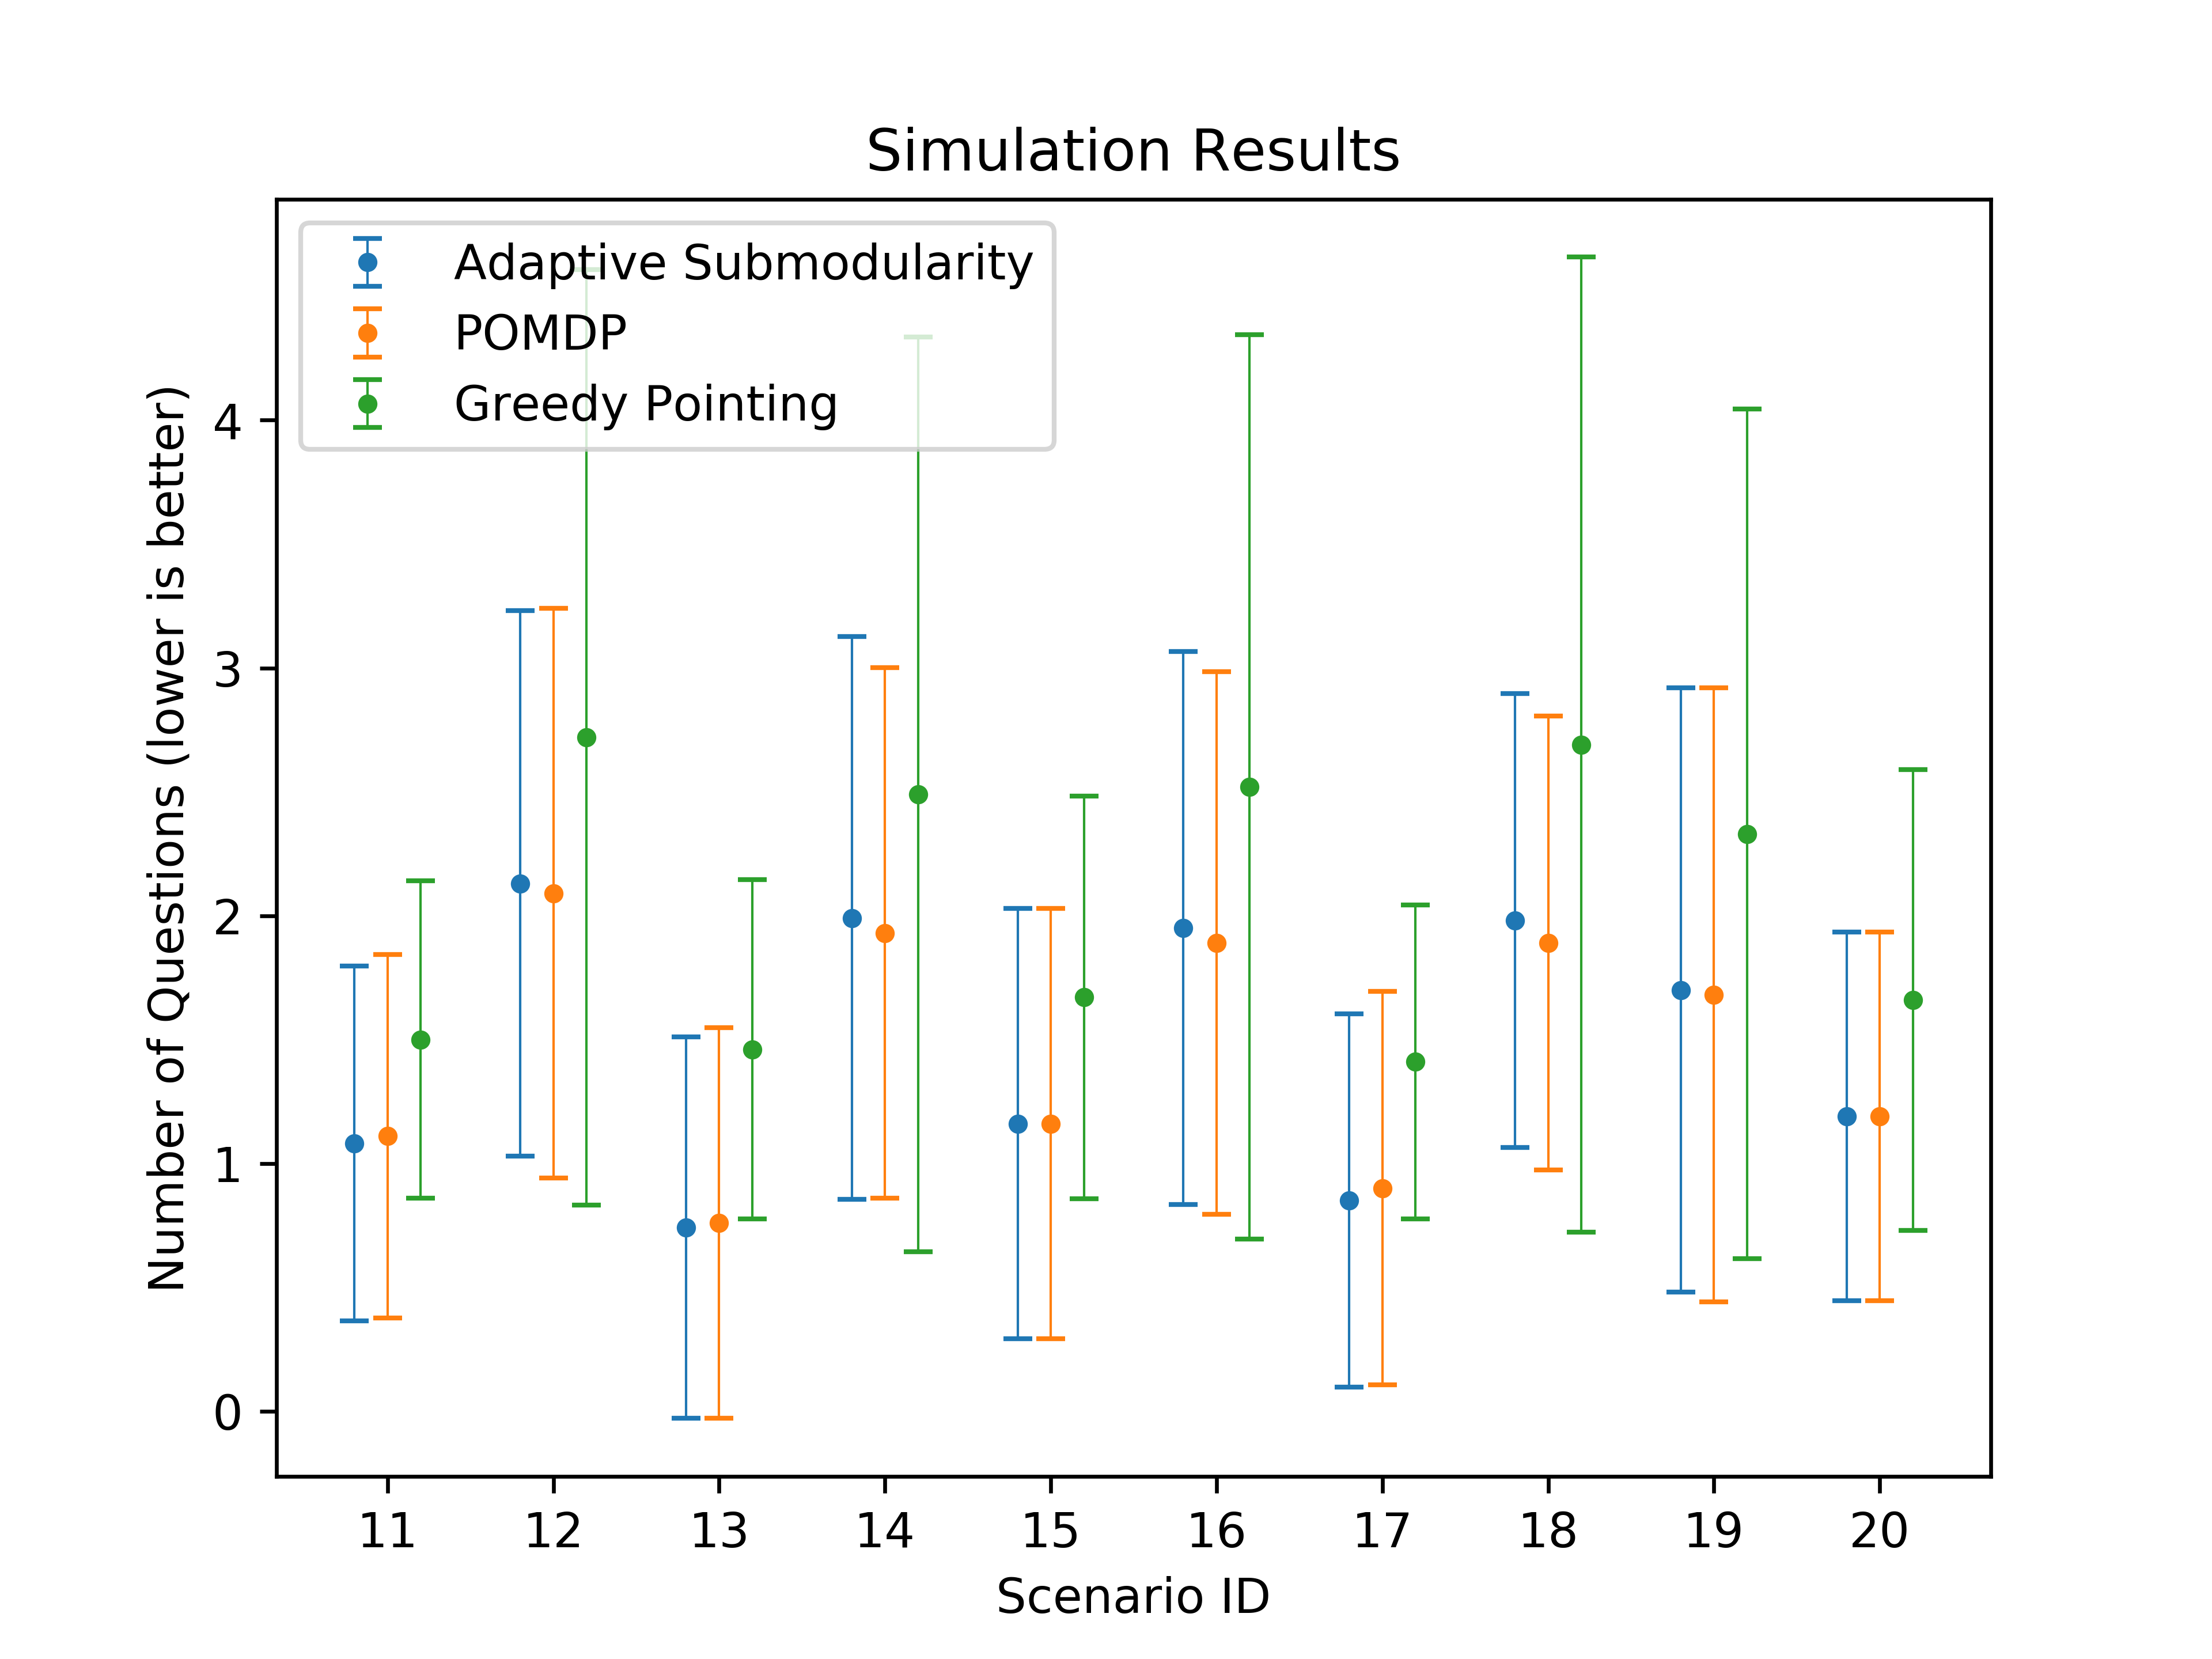 Simulation Results
Adaptive Submodularity
POMDP
Greedy Pointing
Number of Questions (lower is better)
4
3
2
1
0
11 12 13 14 15 16 17 18 19 20
Scenario ID